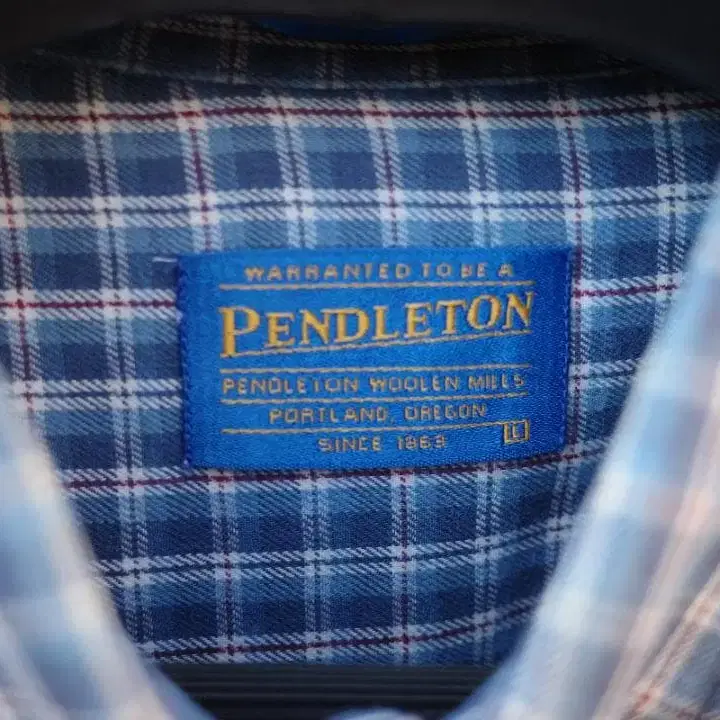 WARRANTED TO BE A
PENDLETON
PENDLETON WOOLEN MILLS
PORTLAND, OREGON
SINCE 1863